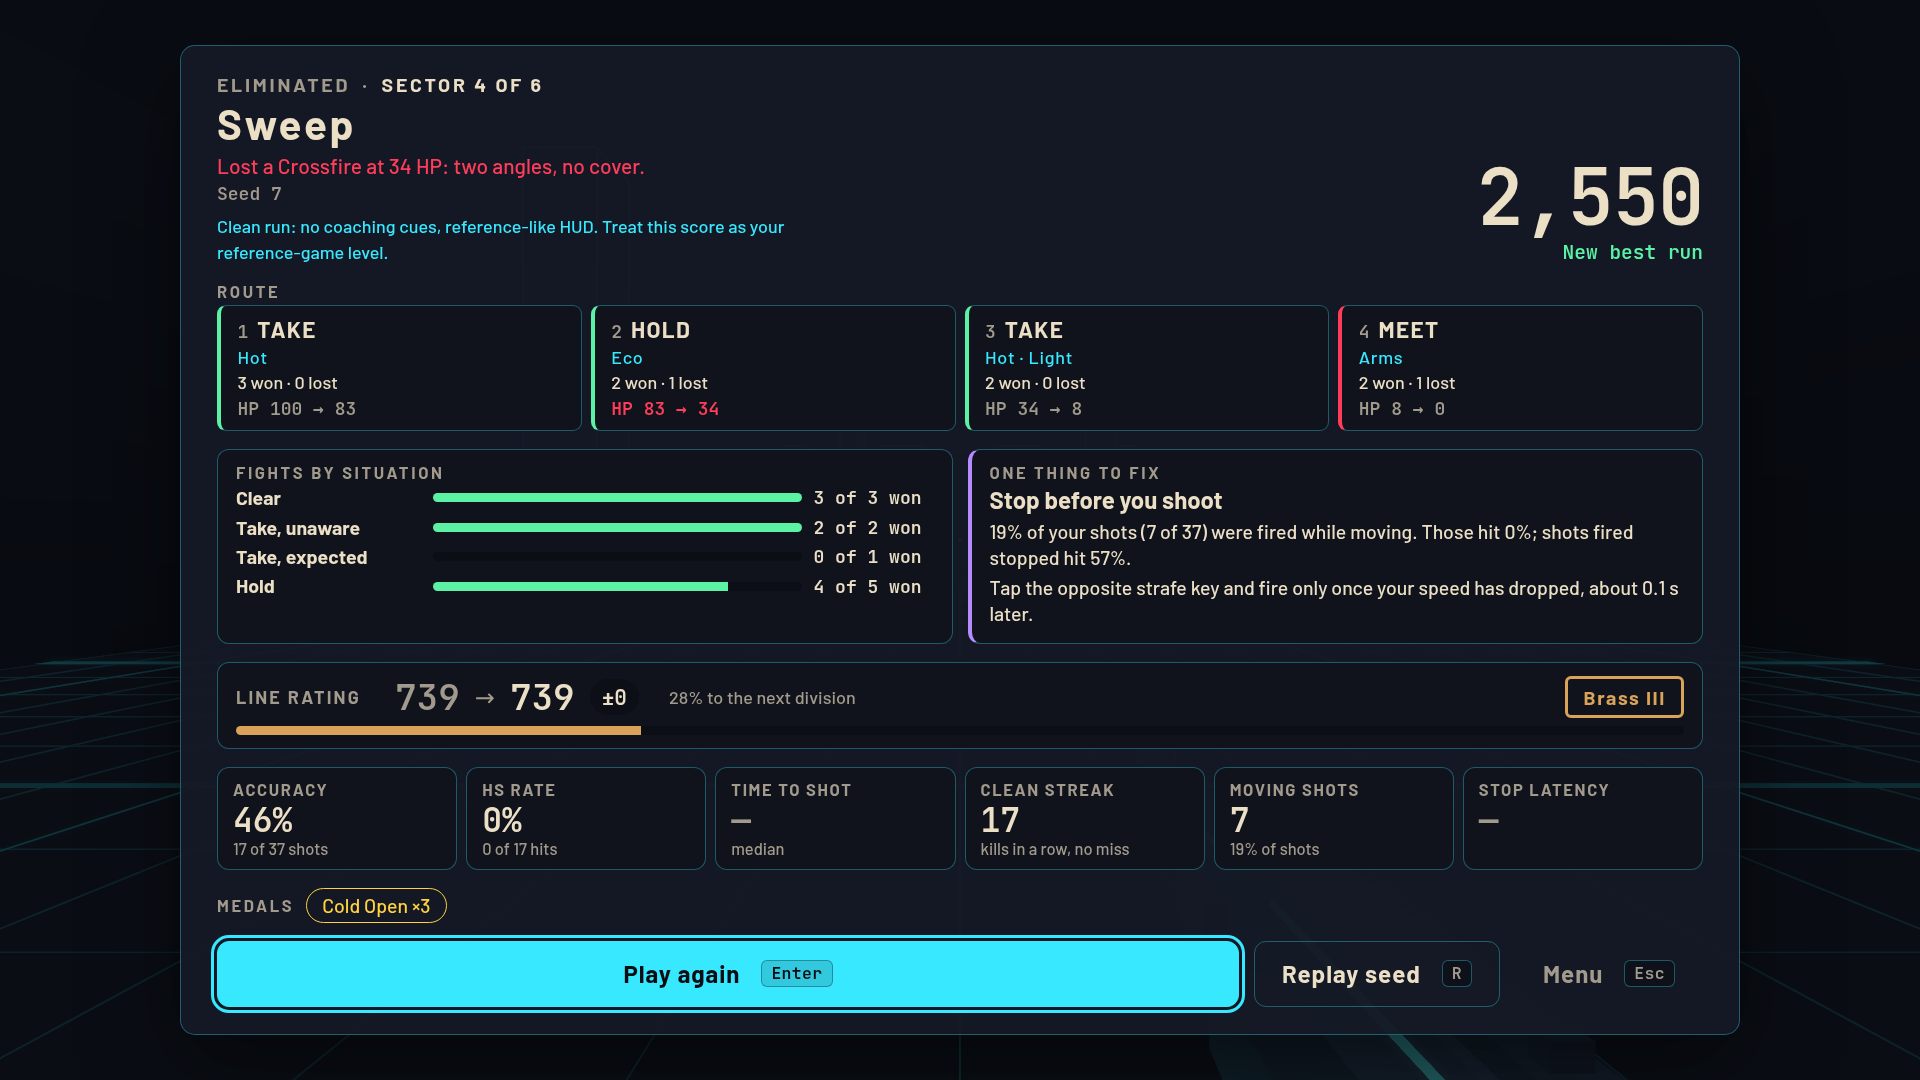 ELIMINATED · SECTOR 4 OF 6
Sweep
Lost a Crossfire at 34 HP: two angles, no cover.
Seed 7
Clean run: no coaching cues, reference-like HUD. Treat this score as your
reference-game level.
2,550
New best run
ROUTE
1 TAKE
Hot
3 won · 0 lost
HP 100 → 83
2 HOLD
Eco
2 won · 1 lost
HP 83 → 34
3 TAKE
Hot · Light
2 won · 0 lost
HP 34 → 8
4 MEET
Arms
2 won · 1 lost
HP 8 → 0
FIGHTS BY SITUATION
Clear 3 of 3 won
Take, unaware 2 of 2 won
Take, expected 0 of 1 won
Hold 4 of 5 won
ONE THING TO FIX
Stop before you shoot
19% of your shots (7 of 37) were fired while moving. Those hit 0%; shots fired
stopped hit 57%.
Tap the opposite strafe key and fire only once your speed has dropped, about 0.1 s
later.
LINE RATING 739 → 739 ±0 28% to the next division Brass III
ACCURACY
46%
17 of 37 shots
HS RATE
0%
0 of 17 hits
TIME TO SHOT
—
median
CLEAN STREAK
17
kills in a row, no miss
MOVING SHOTS
7
19% of shots
STOP LATENCY
—
MEDALS Cold Open ×3
Play again Enter
Replay seed R
Menu Esc